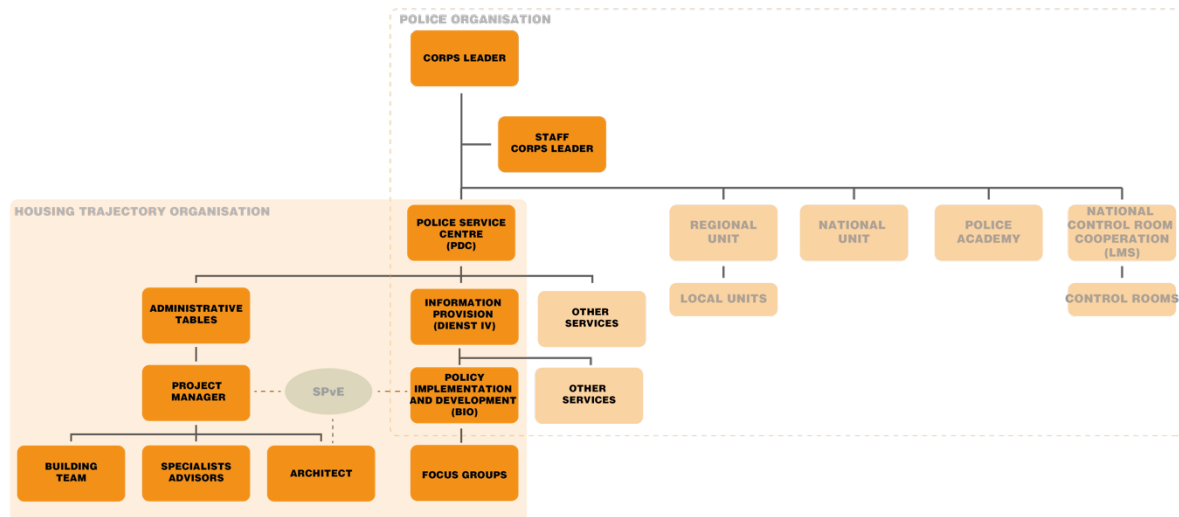 POLICE ORGANISATION
CORPS LEADER
STAFF
CORPS LEADER
HOUSING TRAJECTORY ORGANISATION
POLICE SERVICE
CENTRE
(PDC)
REGIONAL
UNIT
NATIONAL
UNIT
POLICE
ACADEMY
NATIONAL
CONTROL ROOM
COOPERATION
(LMS)
ADMINISTRATIVE
TABLES
INFORMATION
PROVISION
(DIENST IV)
OTHER
SERVICES
LOCAL UNITS
CONTROL ROOMS
PROJECT
MANAGER
SPvE
POLICY
IMPLEMENTATION
AND DEVELOPMENT
(BIO)
OTHER
SERVICES
BUILDING
TEAM
SPECIALISTS
ADVISORS
ARCHITECT
FOCUS GROUPS